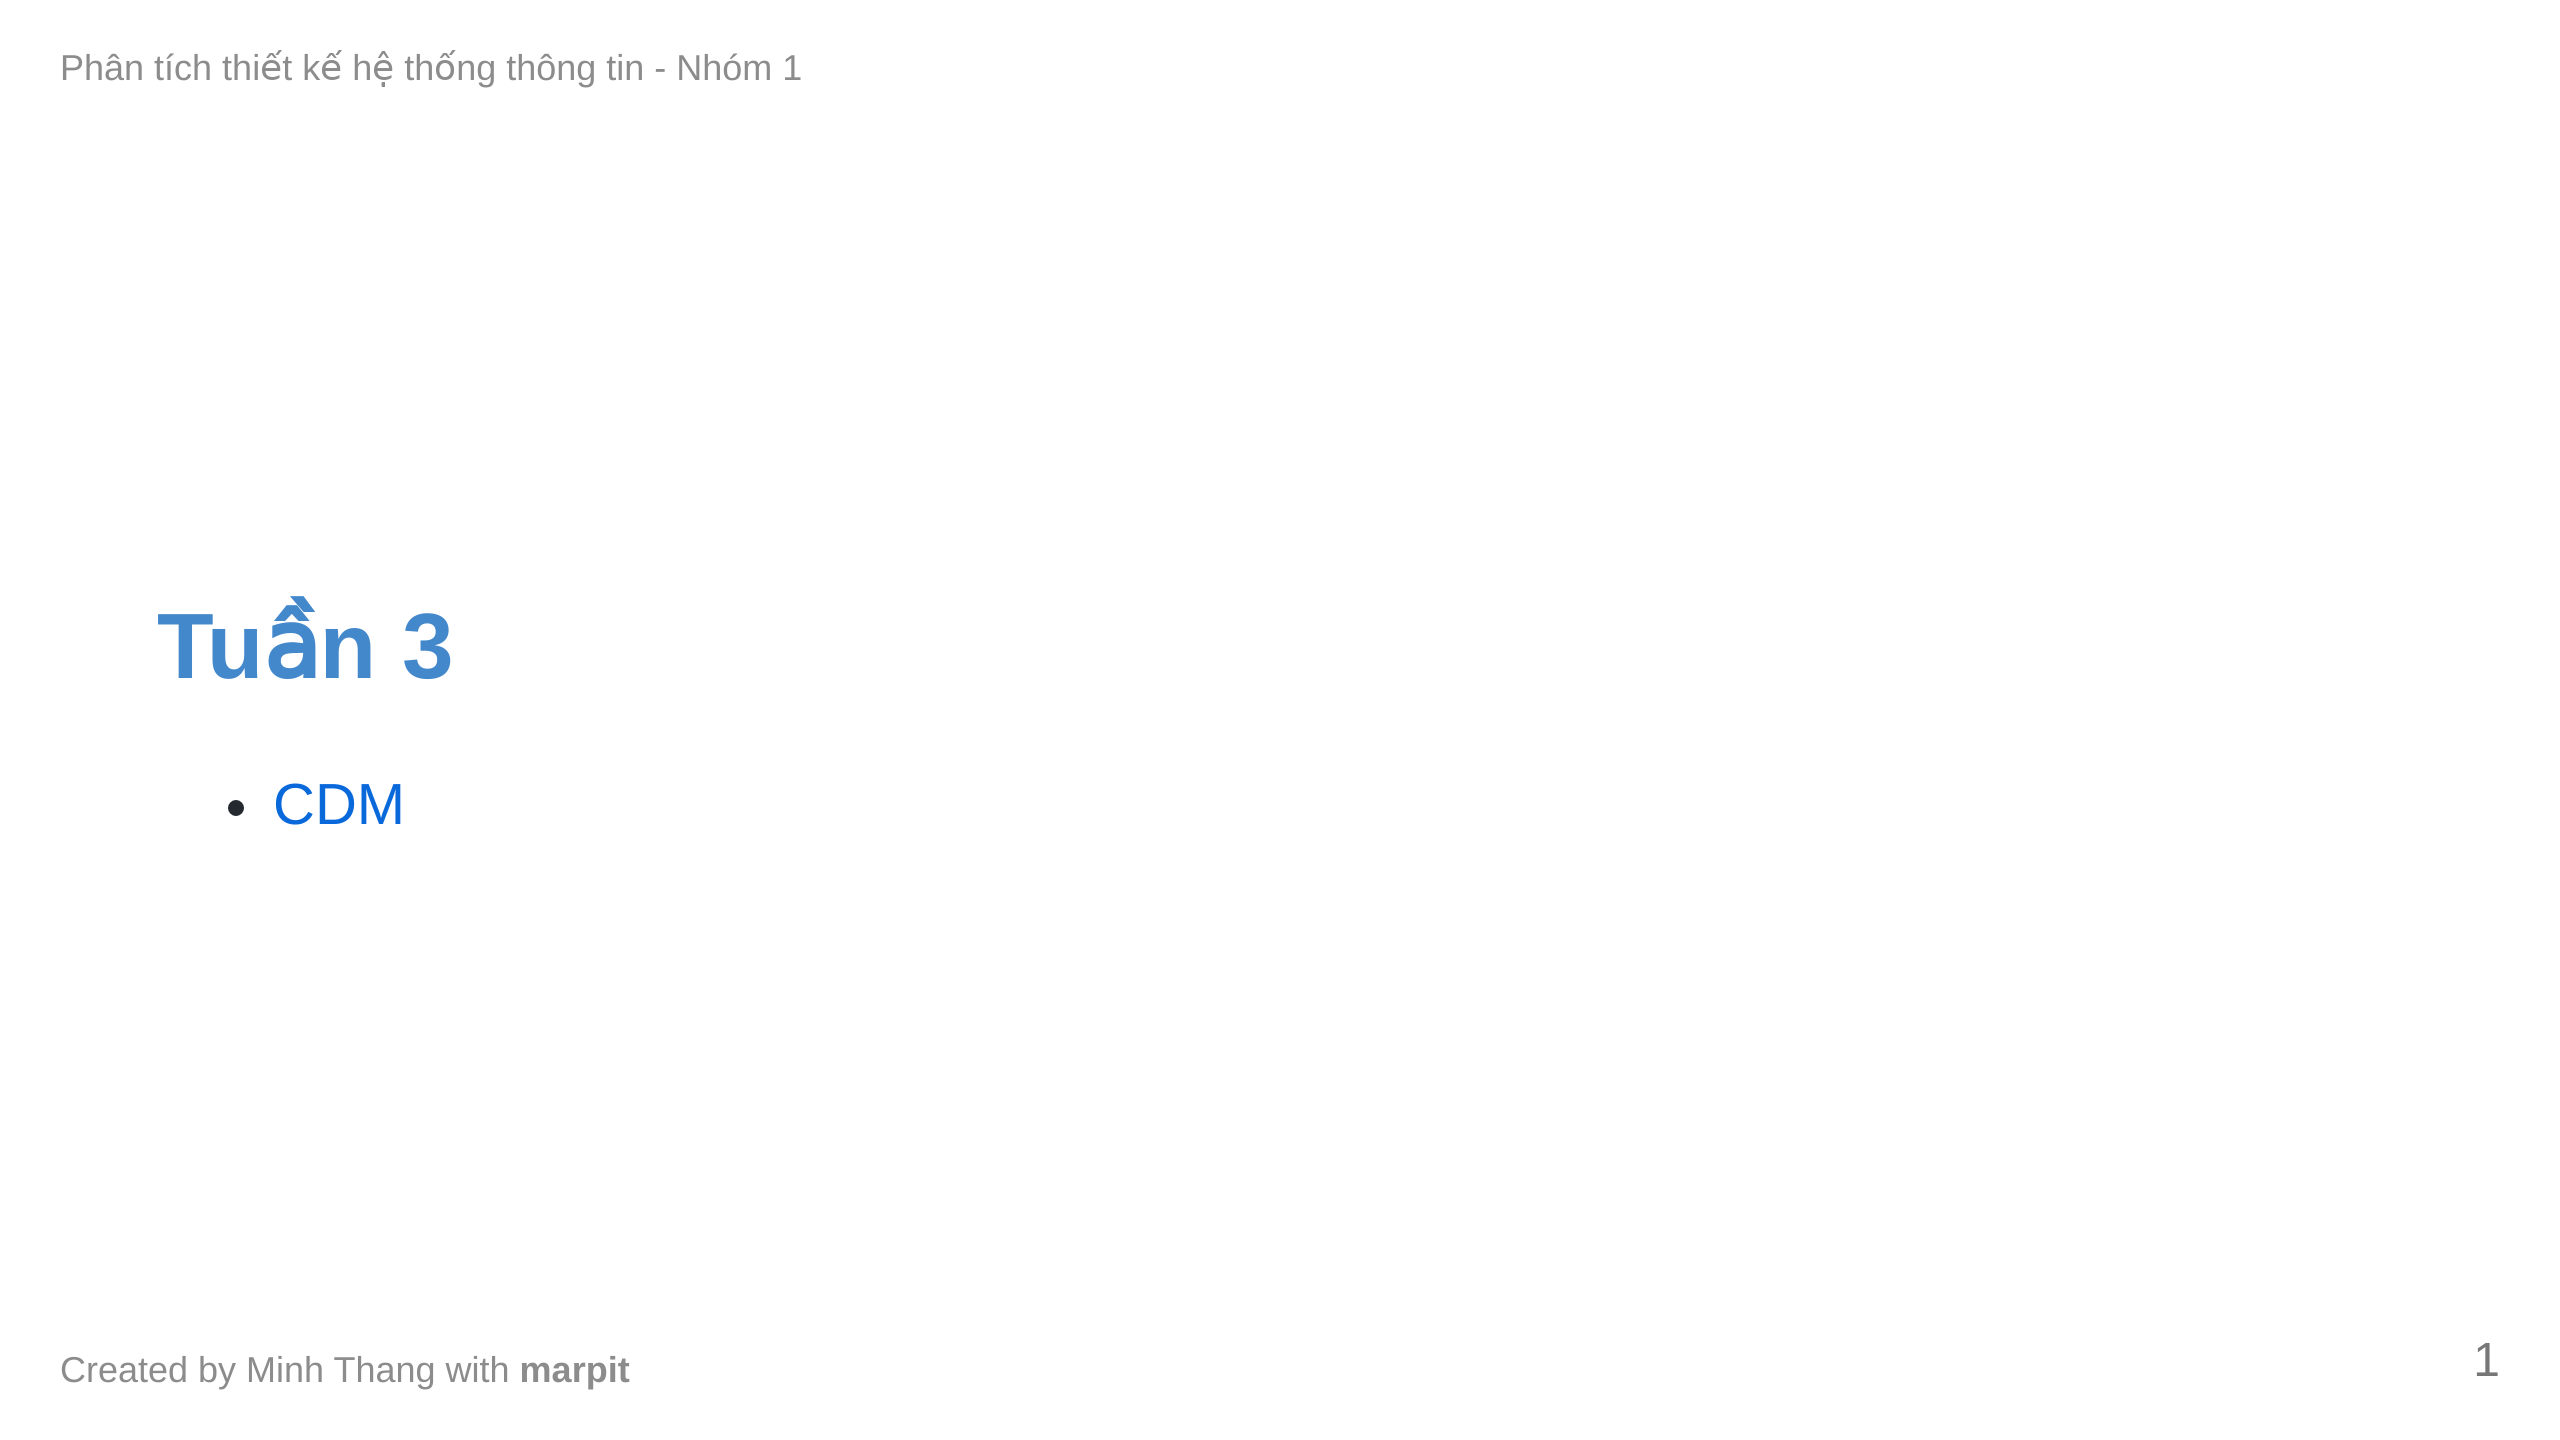 Phân tích thiết kế hệ thống thông tin - Nhóm 1
Tuần 3
• CDM
Created by Minh Thang with marpit
1